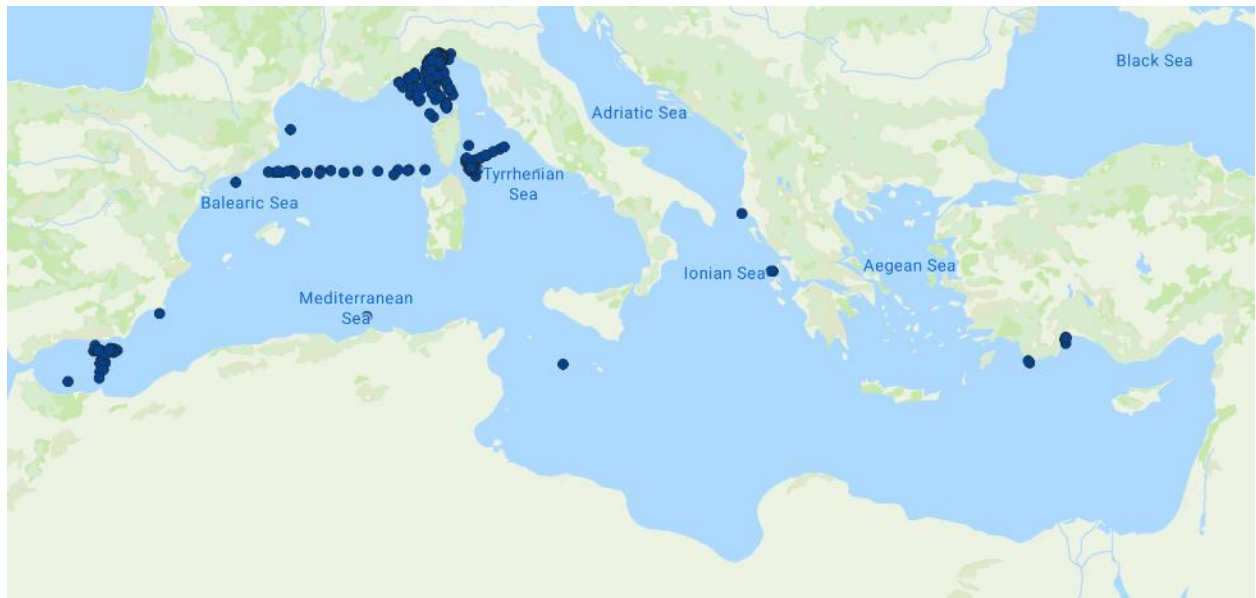 Black Sea
Adriatic Sea
Tyrrhenian
Sea
Balearic Sea
Ionian Sea
Aegean Sea
Mediterranean
Sea